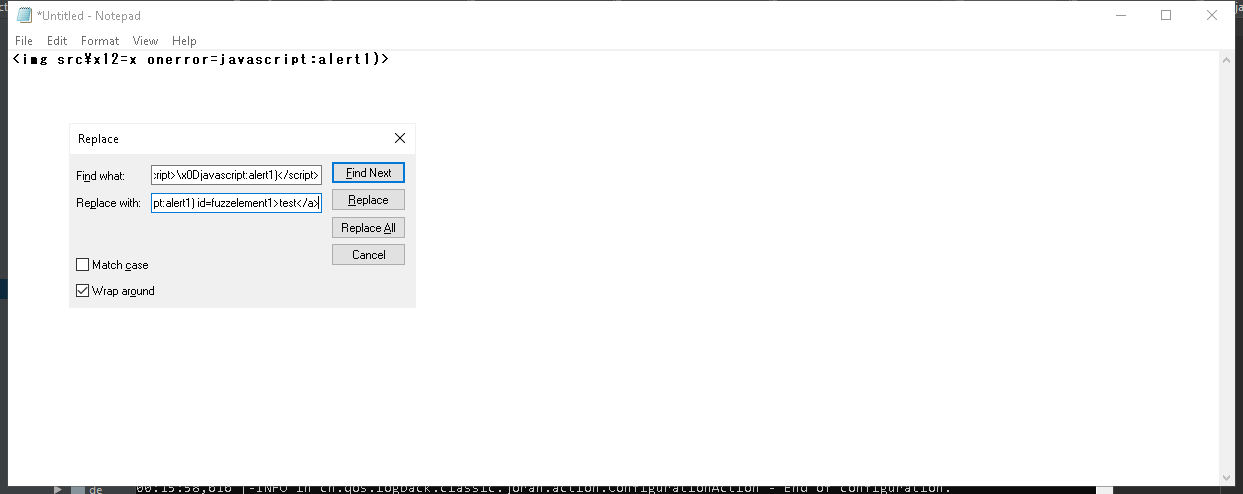 *Untitled - Notepad
File Edit Format View Help
<img src¥x12=x onerror=javascript:alert1)>
Replace
Find what: :ript>\x0Djavascript:alert1)</script> Find Next
Replace with: pt:alert1) id=fuzzelement1>test</a> Replace
Replace All
Cancel
Match case
Wrap around
de 00:15:58,616 |-INFO in ch.qos.logback.classic.joran.action.ConfigurationAction - End of configuration.